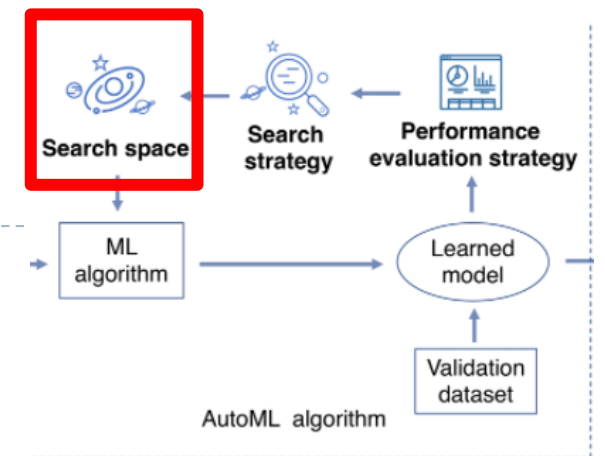 Search space
Search
strategy
Performance
evaluation strategy
ML
algorithm
Learned
model
Validation
dataset
AutoML algorithm